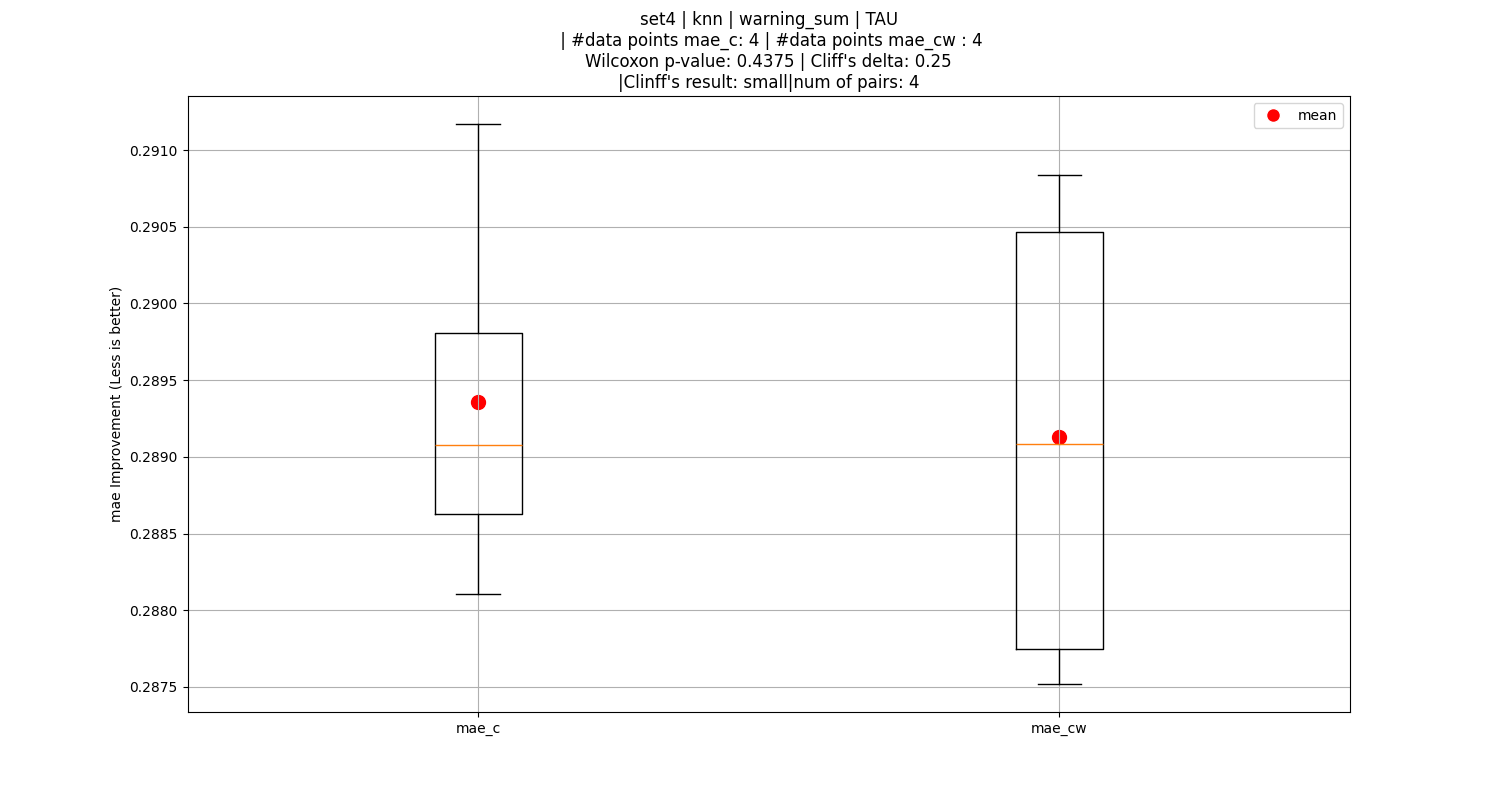 set4 | knn | warning_sum | TAU
| #data points mae_c: 4 | #data points mae_cw : 4
Wilcoxon p-value: 0.4375 | Cliff's delta: 0.25
|Clinff's result: small|num of pairs: 4
mean
0.2910
0.2905
0.2900
0.2895
0.2890
0.2885
0.2880
0.2875
mae Improvement (Less is better)
mae_c
mae_cw